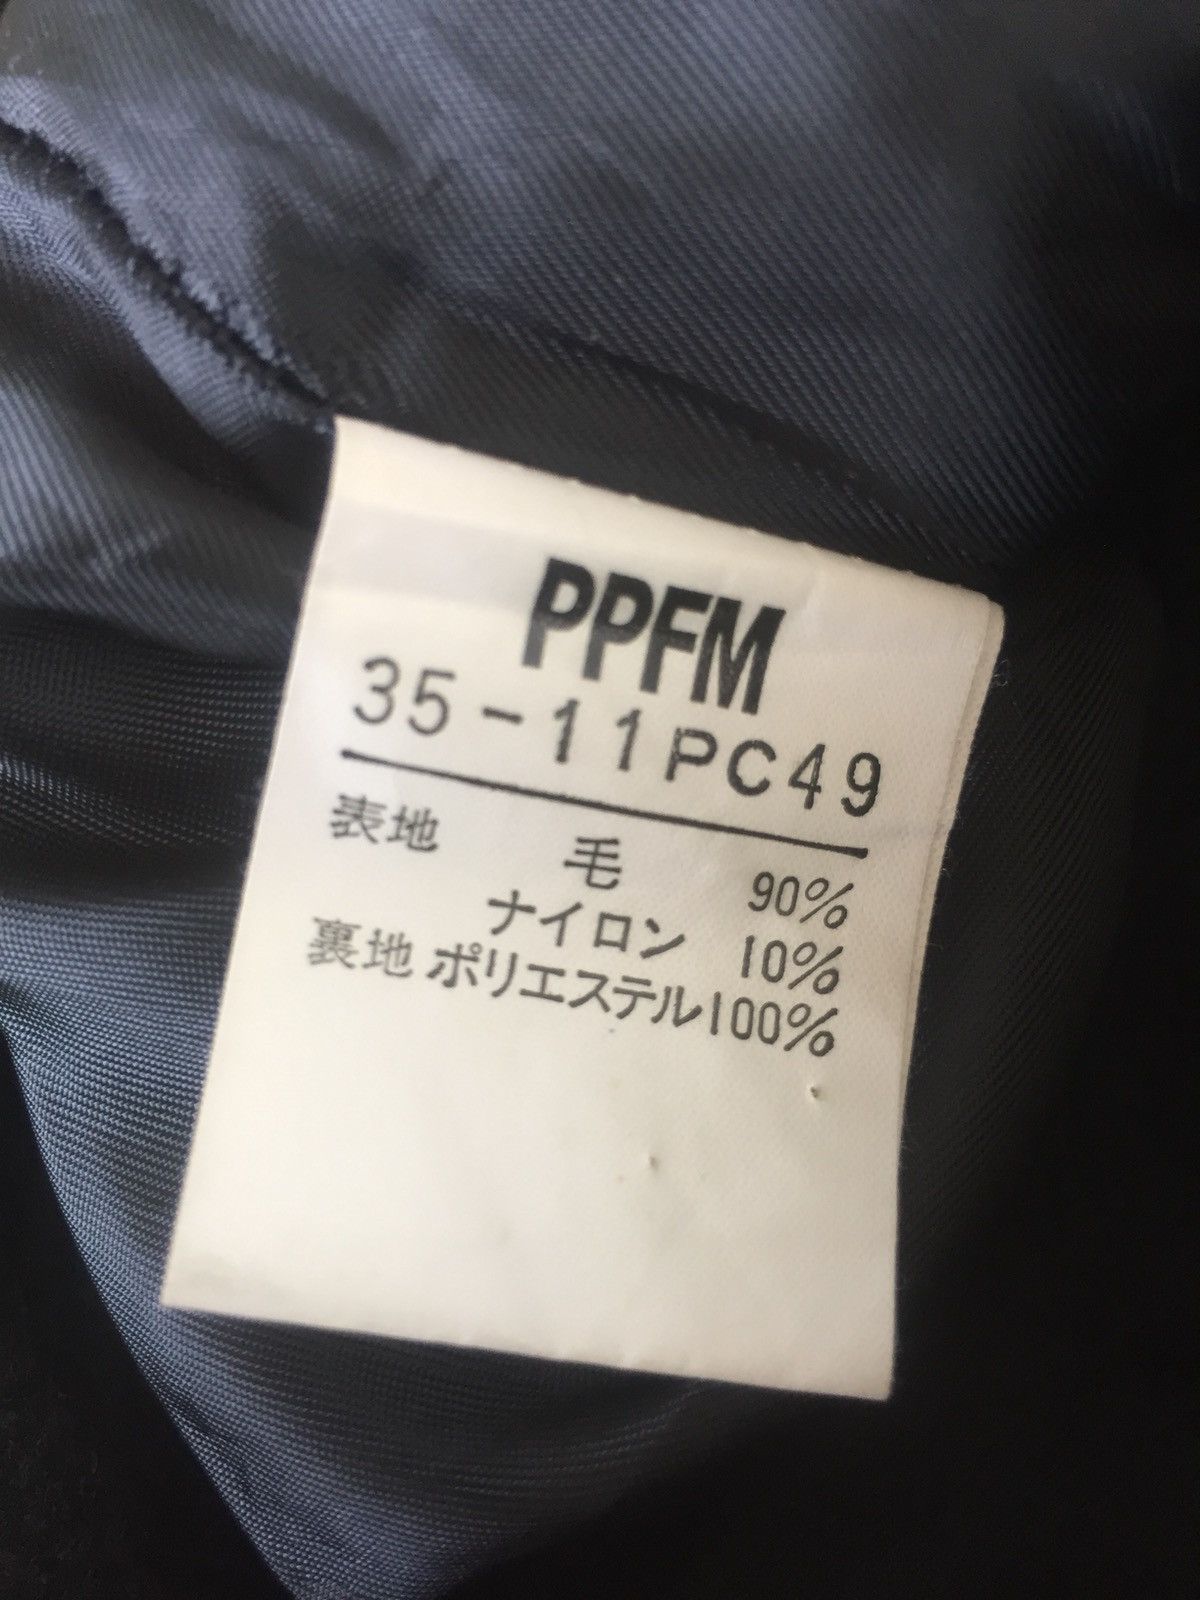 PPFM
35-11PC49
表地 毛 90%
ナイロン 10%
裏地 ポリエステル100%